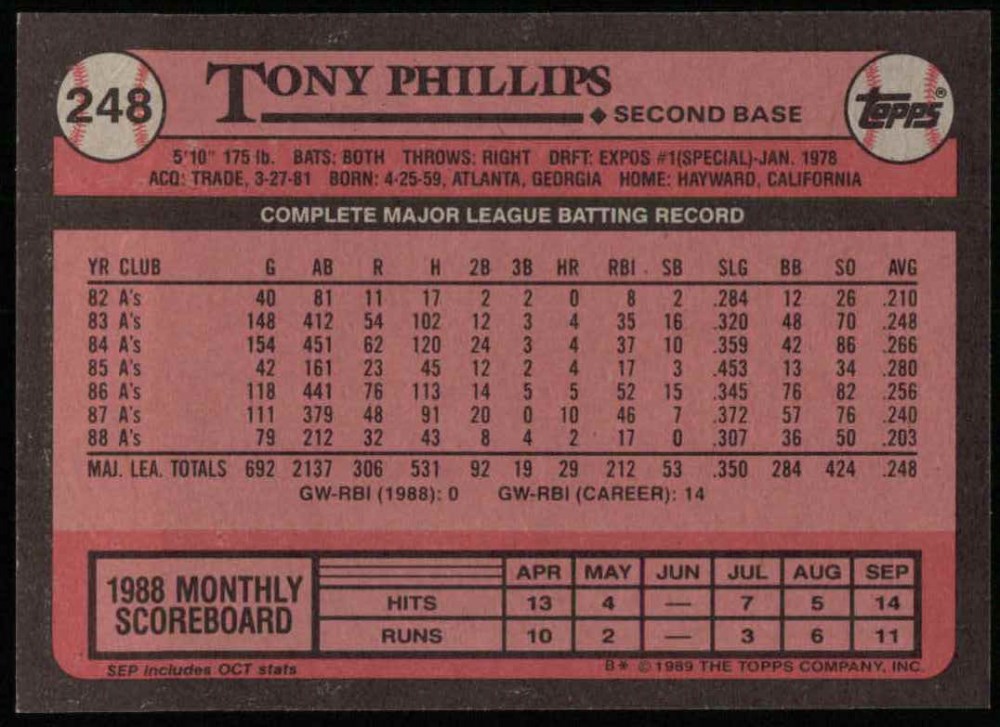 248
TONY PHILLIPS
◆ SECOND BASE
TOPPS®
5'10" 175 lb. BATS: BOTH THROWS: RIGHT DRFT: EXPOS #1(SPECIAL)-JAN. 1978
ACQ: TRADE, 3-27-81 BORN: 4-25-59, ATLANTA, GEORGIA HOME: HAYWARD, CALIFORNIA
COMPLETE MAJOR LEAGUE BATTING RECORD
YR CLUB G AB R H 2B 3B HR RBI SB SLG BB SO AVG
82 A's 40 81 11 17 2 2 0 8 2 .284 12 26 .210
83 A's 148 412 54 102 12 3 4 35 16 .320 48 70 .248
84 A's 154 451 62 120 24 3 4 37 10 .359 42 86 .266
85 A's 42 161 23 45 12 2 4 17 3 .453 13 34 .280
86 A's 118 441 76 113 14 5 5 52 15 .345 76 82 .256
87 A's 111 379 48 91 20 0 10 46 7 .372 57 76 .240
88 A's 79 212 32 43 8 4 2 17 0 .307 36 50 .203
MAJ. LEA. TOTALS 692 2137 306 531 92 19 29 212 53 .350 284 424 .248
GW-RBI (1988): 0 GW-RBI (CAREER): 14
1988 MONTHLY SCOREBOARD
APR MAY JUN JUL AUG SEP
HITS 13 4 — 7 5 14
RUNS 10 2 — 3 6 11
SEP includes OCT stats
B* © 1989 THE TOPPS COMPANY, INC.